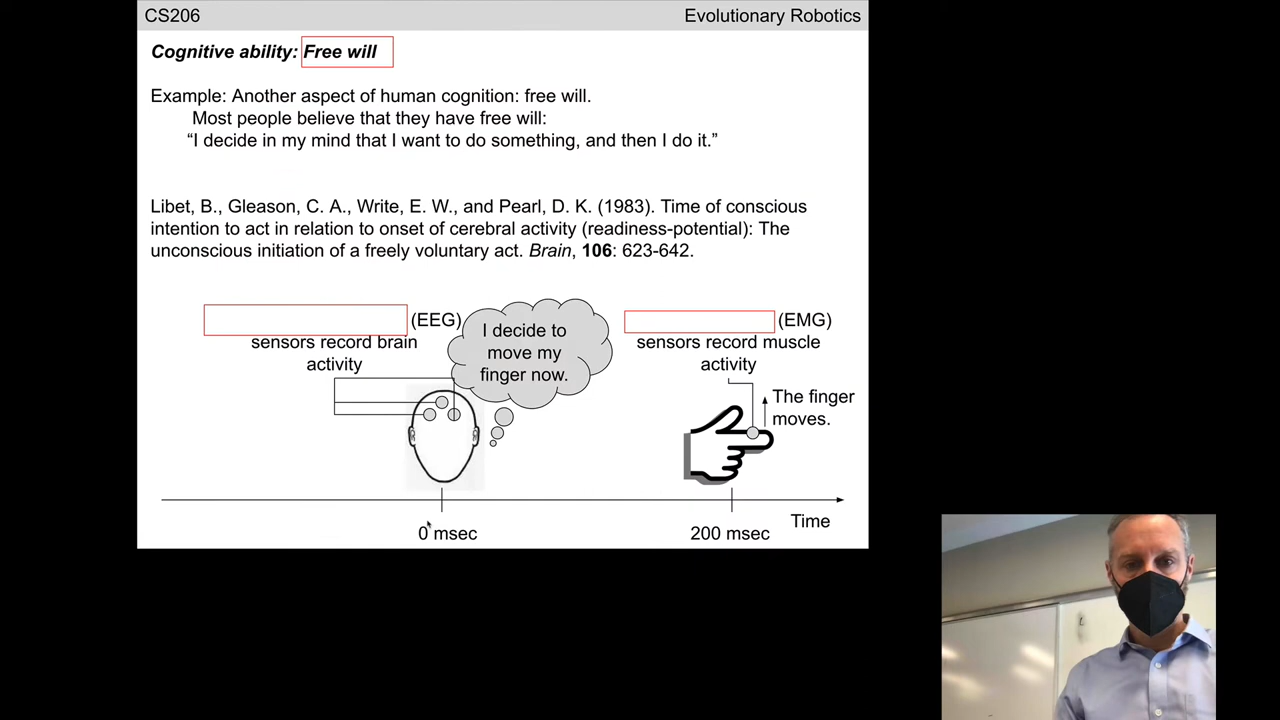 CS206 Evolutionary Robotics
Cognitive ability: Free will
Example: Another aspect of human cognition: free will.
Most people believe that they have free will:
“I decide in my mind that I want to do something, and then I do it.”
Libet, B., Gleason, C. A., Write, E. W., and Pearl, D. K. (1983). Time of conscious
intention to act in relation to onset of cerebral activity (readiness-potential): The
unconscious initiation of a freely voluntary act. Brain, 106: 623-642.
(EEG)
sensors record brain
activity
I decide to
move my
finger now.
(EMG)
sensors record muscle
activity
The finger
moves.
0 msec
200 msec
Time